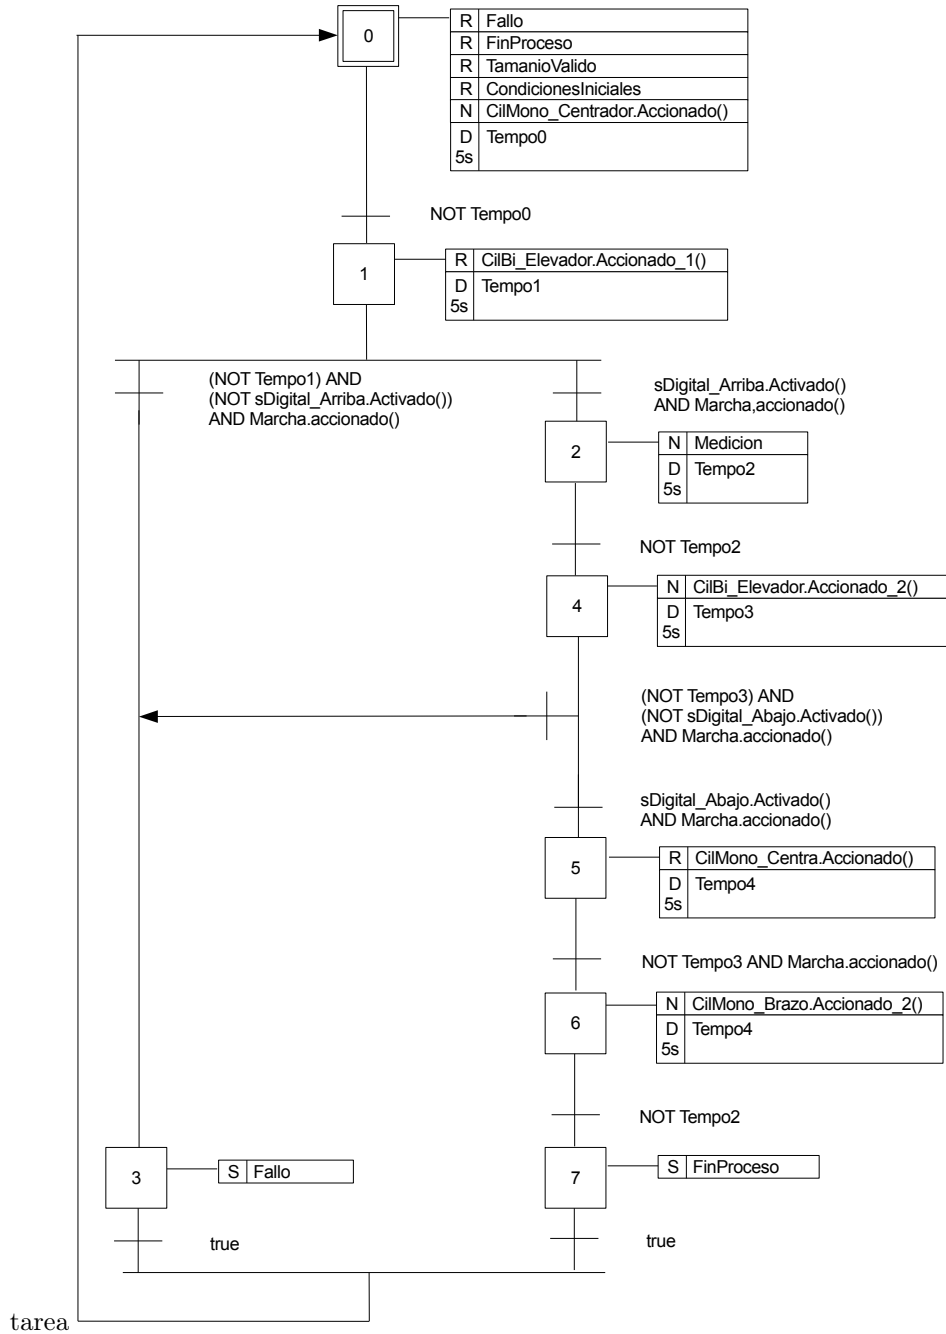 0
R Fallo
R FinProceso
R TamanioValido
R CondicionesIniciales
N CilMono_Centrador.Accionado()
D Tempo0
5s
NOT Tempo0
1
R CilBi_Elevador.Accionado_1()
D Tempo1
5s
(NOT Tempo1) AND
(NOT sDigital_Arriba.Activado())
AND Marcha.accionado()
sDigital_Arriba.Activado()
AND Marcha,accionado()
2
N Medicion
D Tempo2
5s
NOT Tempo2
4
N CilBi_Elevador.Accionado_2()
D Tempo3
5s
(NOT Tempo3) AND
(NOT sDigital_Abajo.Activado())
AND Marcha.accionado()
sDigital_Abajo.Activado()
AND Marcha.accionado()
5
R CilMono_Centra.Accionado()
D Tempo4
5s
NOT Tempo3 AND Marcha.accionado()
6
N CilMono_Brazo.Accionado_2()
D Tempo4
5s
NOT Tempo2
3
S Fallo
7
S FinProceso
true
true
tarea